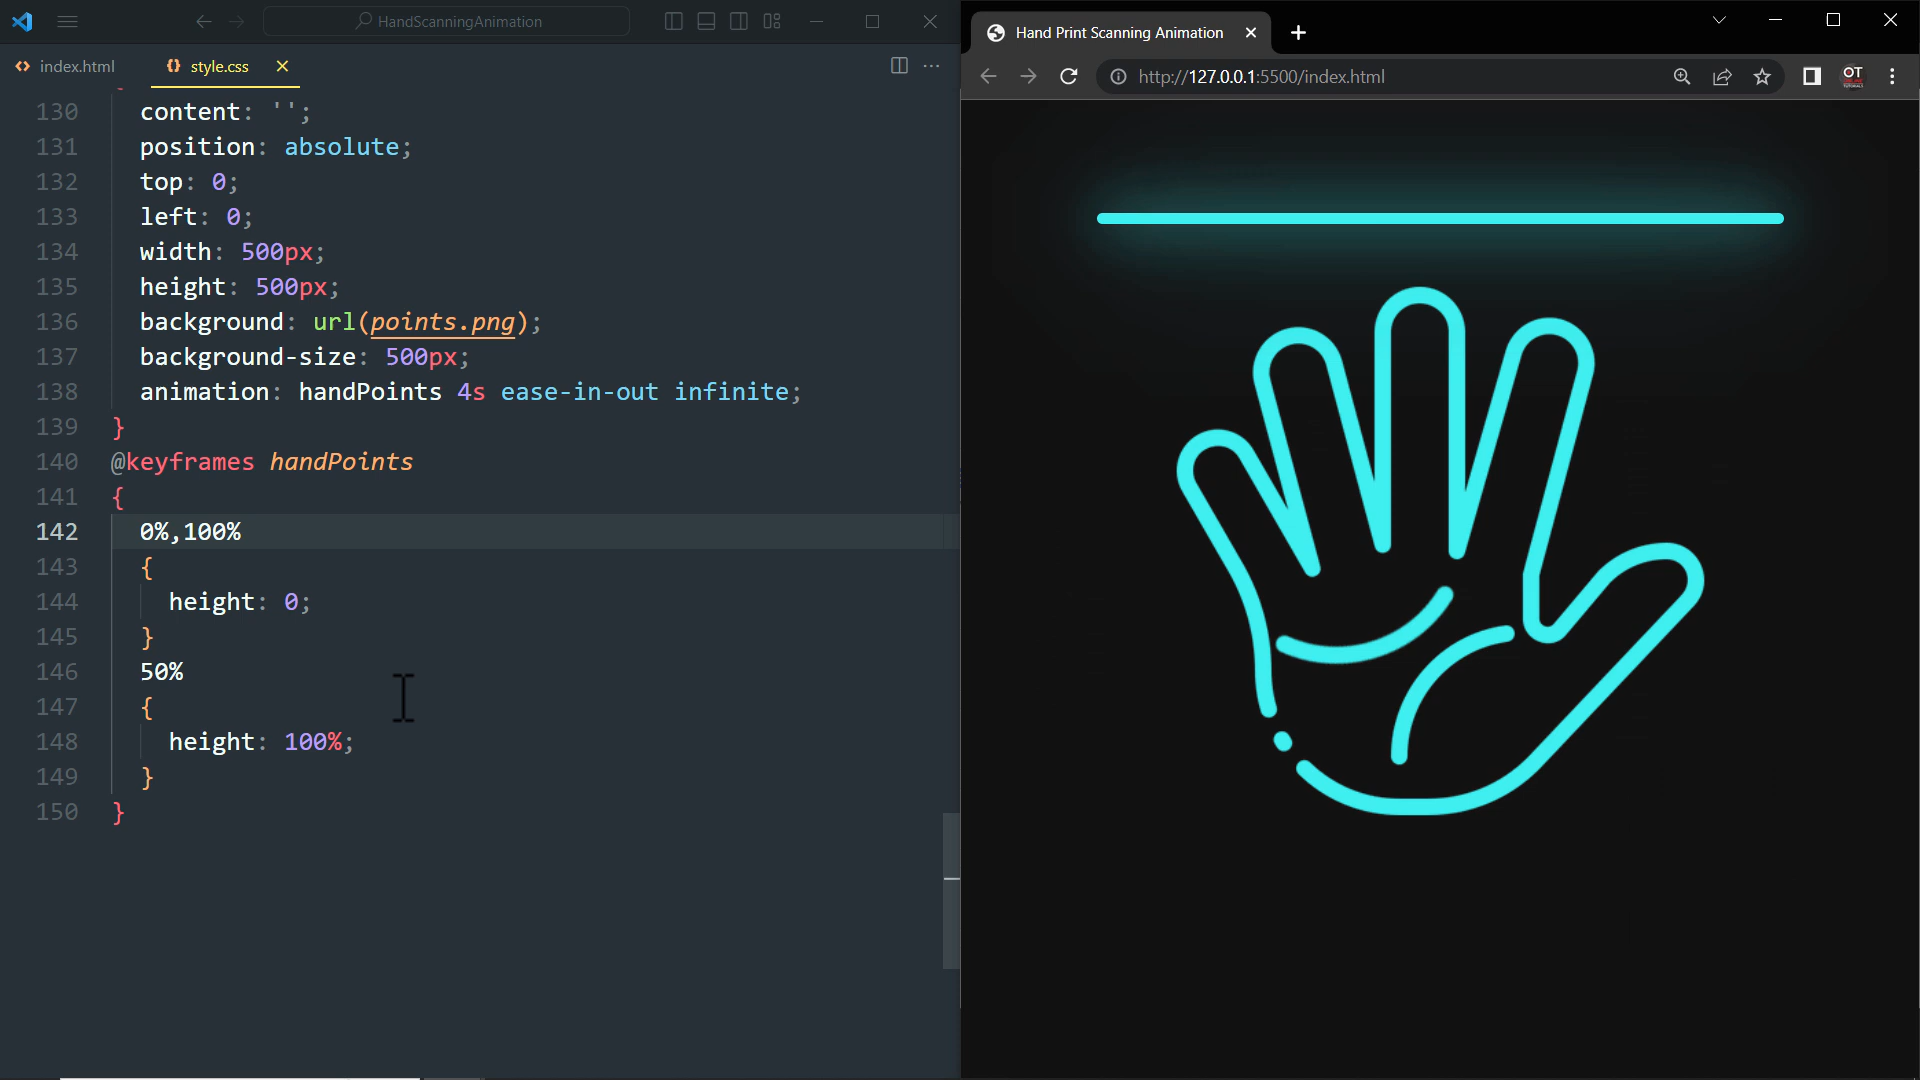 HandScanningAnimation
index.html
style.css
130 content: '';
131 position: absolute;
132 top: 0;
133 left: 0;
134 width: 500px;
135 height: 500px;
136 background: url(points.png);
137 background-size: 500px;
138 animation: handPoints 4s ease-in-out infinite;
139 }
140 @keyframes handPoints
141 {
142 0%,100%
143 {
144 height: 0;
145 }
146 50%
147 {
148 height: 100%;
149 }
150 }
Hand Print Scanning Animation
http://127.0.0.1:5500/index.html
OT